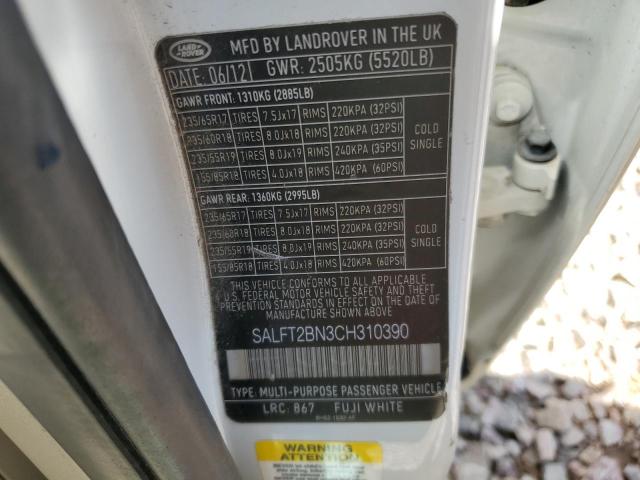 LAND ROVER
MFD BY LANDROVER IN THE UK
DATE: 06/12 GWR: 2505KG (5520LB)
GAWR FRONT: 1310KG (2885LB)
235/65R17 TIRES 7.5Jx17 RIMS 220KPA (32PSI)
235/60R18 TIRES 8.0Jx18 RIMS 220KPA (32PSI)
235/55R19 TIRES 8.0Jx19 RIMS 240KPA (35PSI)
155/85R18 TIRES 4.0Jx18 RIMS 420KPA (60PSI)
COLD
SINGLE
GAWR REAR: 1360KG (2995LB)
235/65R17 TIRES 7.5Jx17 RIMS 220KPA (32PSI)
235/60R18 TIRES 8.0Jx18 RIMS 220KPA (32PSI)
235/55R19 TIRES 8.0Jx19 RIMS 240KPA (35PSI)
155/85R18 TIRES 4.0Jx18 RIMS 420KPA (60PSI)
COLD
SINGLE
THIS VEHICLE CONFORMS TO ALL APPLICABLE
U.S. FEDERAL MOTOR VEHICLE SAFETY AND THEFT
PREVENTION STANDARDS IN EFFECT ON THE DATE OF
MANUFACTURE SHOWN ABOVE
SALFT2BN3CH310390
TYPE: MULTI-PURPOSE PASSENGER VEHICLE
LRC: 867 FUJI WHITE
WARNING
ATTENTION